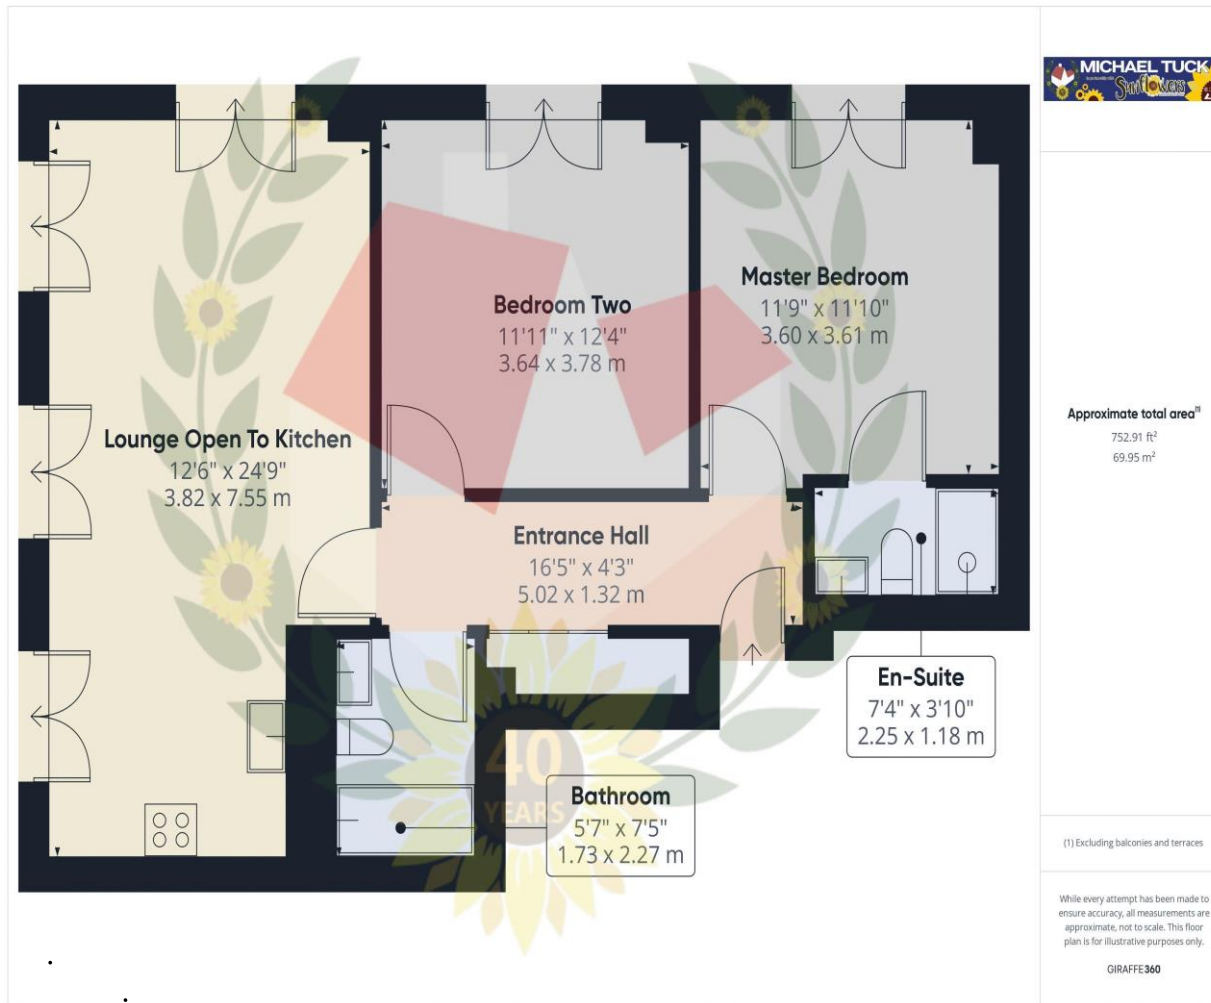 MICHAEL TUCK
Sunflowers
Bedroom Two
11'11" x 12'4"
3.64 x 3.78 m
Master Bedroom
11'9" x 11'10"
3.60 x 3.61 m
Lounge Open To Kitchen
12'6" x 24'9"
3.82 x 7.55 m
Entrance Hall
16'5" x 4'3"
5.02 x 1.32 m
En-Suite
7'4" x 3'10"
2.25 x 1.18 m
40
YEARS
Bathroom
5'7" x 7'5"
1.73 x 2.27 m
Approximate total area(1)
752.91 ft²
69.95 m²
(1) Excluding balconies and terraces
While every attempt has been made to
ensure accuracy, all measurements are
approximate, not to scale. This floor
plan is for illustrative purposes only.
GIRAFFE360